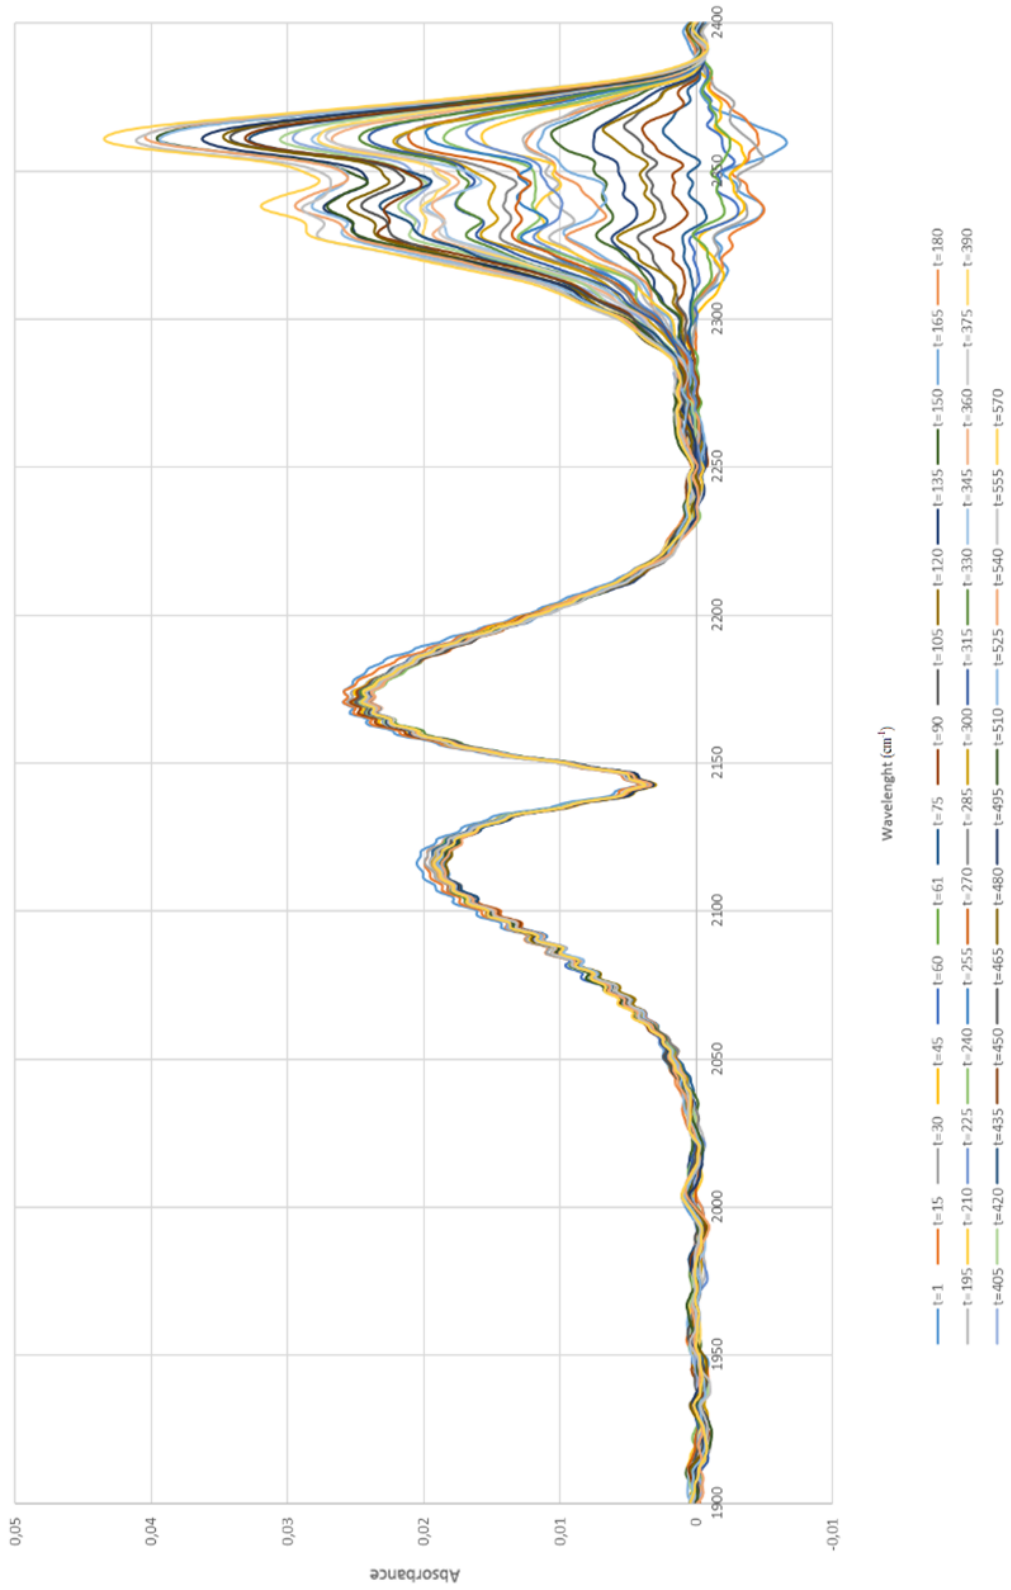 Absorbance
0,05
0,04
0,03
0,02
0,01
0
-0,01
1900 1950 2000 2050 2100 2150 2200 2250 2300 2350 2400
Wavelenght (cm⁻¹)
t=1 t=15 t=30 t=45 t=60 t=61 t=75 t=90 t=105 t=120 t=135 t=150 t=165 t=180
t=195 t=210 t=225 t=240 t=255 t=270 t=285 t=300 t=315 t=330 t=345 t=360 t=375 t=390
t=405 t=420 t=435 t=450 t=465 t=480 t=495 t=510 t=525 t=540 t=555 t=570